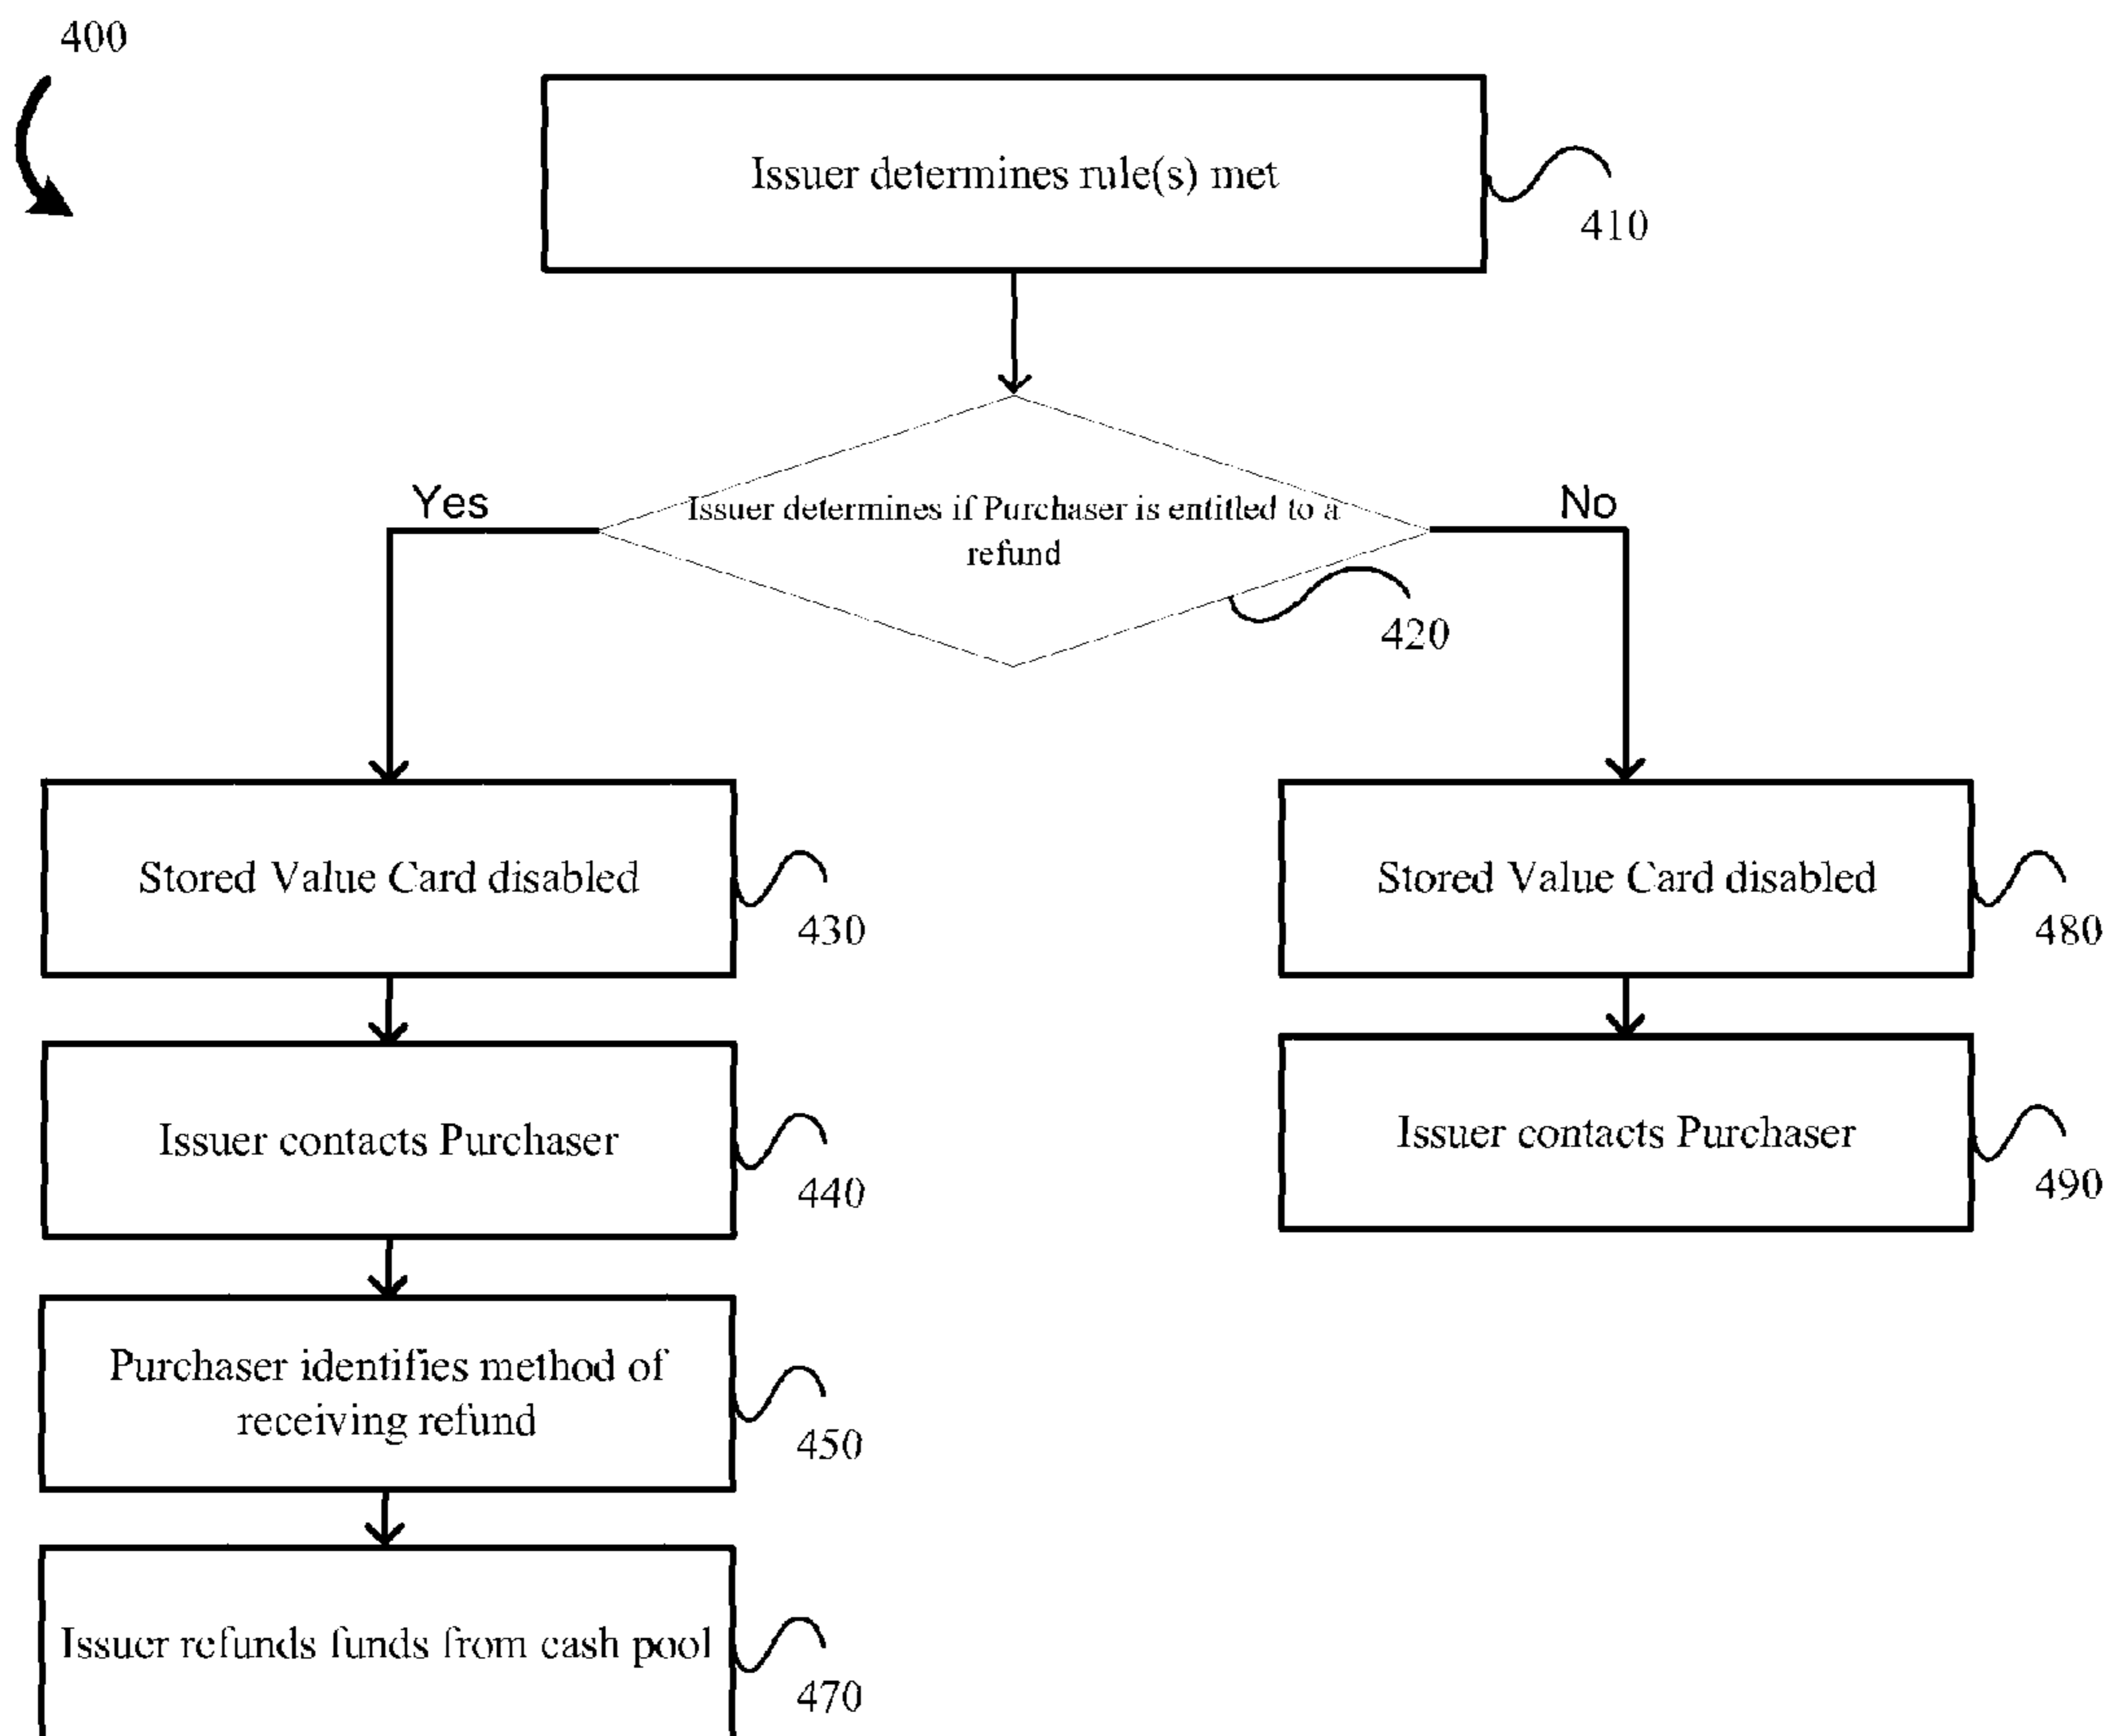 400
Issuer determines rule(s) met
410
Yes
No
Issuer determines if Purchaser is entitled to a
refund
420
Stored Value Card disabled
430
Stored Value Card disabled
480
Issuer contacts Purchaser
440
Issuer contacts Purchaser
490
Purchaser identifies method of
receiving refund
450
Issuer refunds funds from cash pool
470